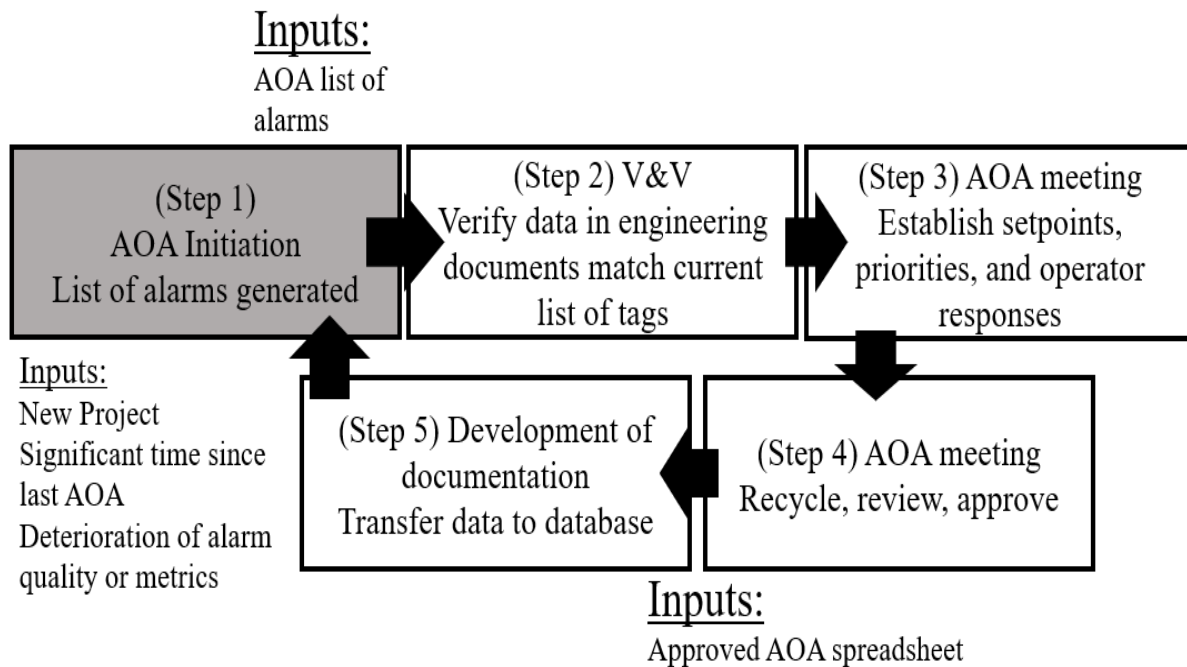 Inputs:
AOA list of
alarms
(Step 1)
AOA Initiation
List of alarms generated
(Step 2) V&V
Verify data in engineering
documents match current
list of tags
(Step 3) AOA meeting
Establish setpoints,
priorities, and operator
responses
Inputs:
New Project
Significant time since
last AOA
Deterioration of alarm
quality or metrics
(Step 5) Development of
documentation
Transfer data to database
(Step 4) AOA meeting
Recycle, review, approve
Inputs:
Approved AOA spreadsheet